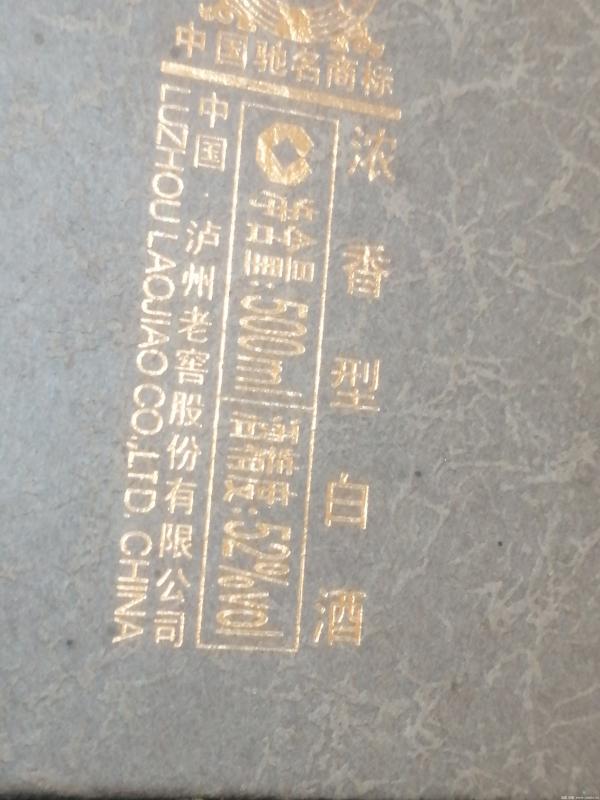 中国驰名商标
浓香型白酒
净含量:500ml 酒精度:52%vol
中国·泸州老窖股份有限公司
LUZHOU LAOJIAO CO.,LTD. CHINA